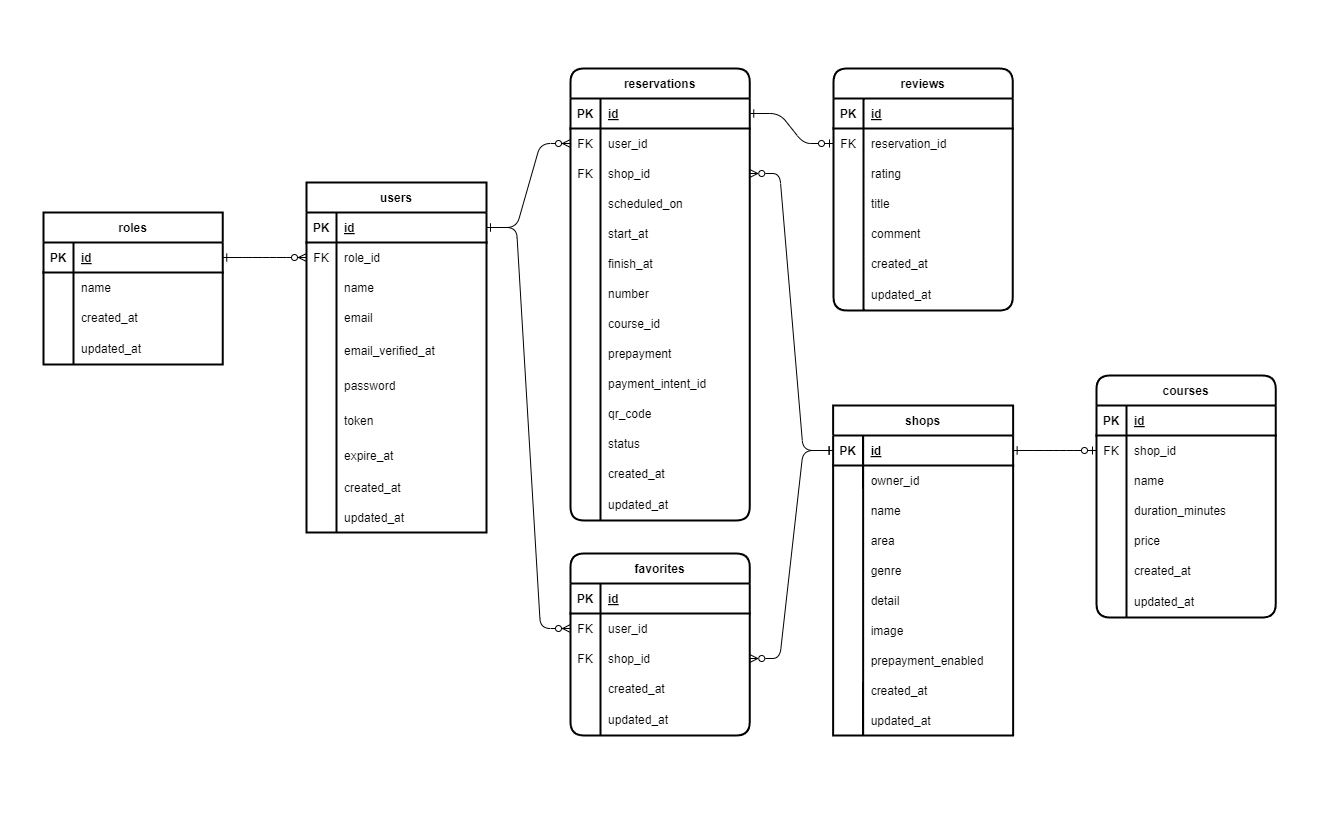 roles
PK id
name
created_at
updated_at
users
PK id
FK role_id
name
email
email_verified_at
password
token
expire_at
created_at
updated_at
reservations
PK id
FK user_id
FK shop_id
scheduled_on
start_at
finish_at
number
course_id
prepayment
payment_intent_id
qr_code
status
created_at
updated_at
favorites
PK id
FK user_id
FK shop_id
created_at
updated_at
reviews
PK id
FK reservation_id
rating
title
comment
created_at
updated_at
shops
PK id
owner_id
name
area
genre
detail
image
prepayment_enabled
created_at
updated_at
courses
PK id
FK shop_id
name
duration_minutes
price
created_at
updated_at